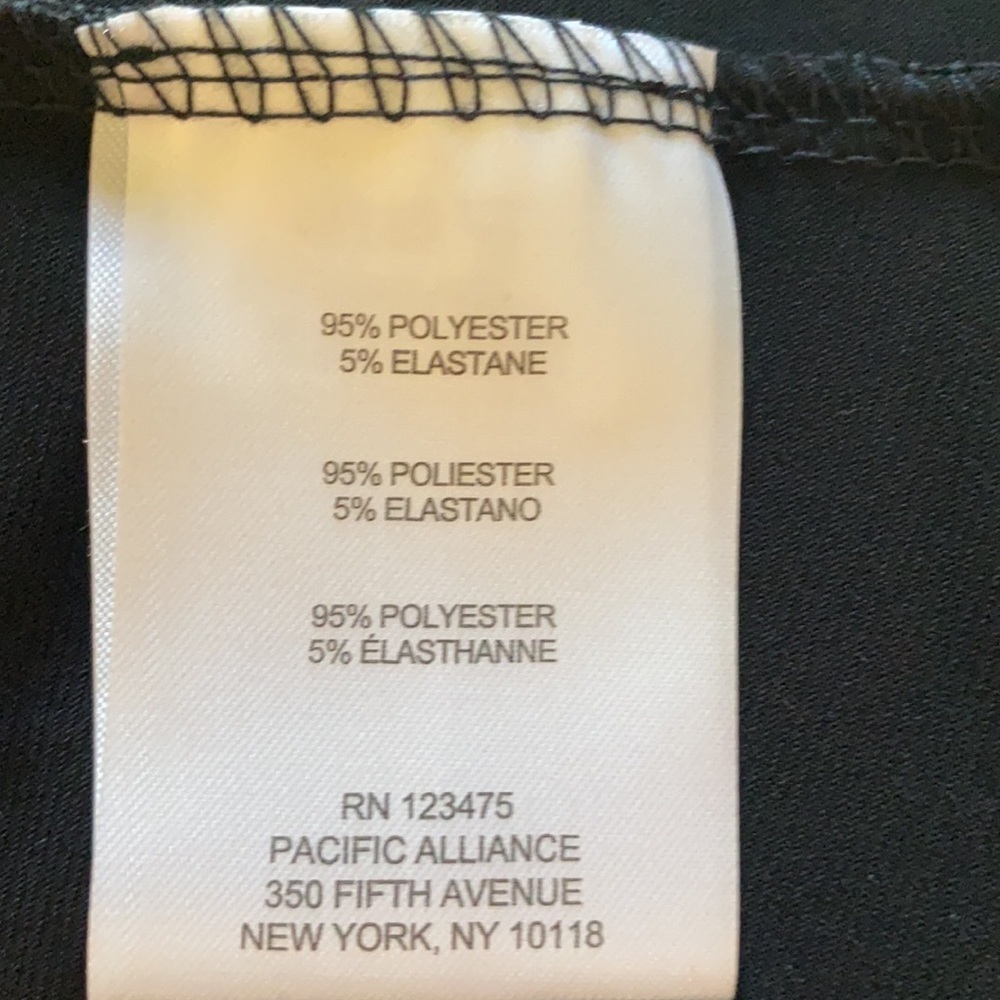 95% POLYESTER
5% ELASTANE
95% POLIESTER
5% ELASTANO
95% POLYESTER
5% ÉLASTHANNE
RN 123475
PACIFIC ALLIANCE
350 FIFTH AVENUE
NEW YORK, NY 10118